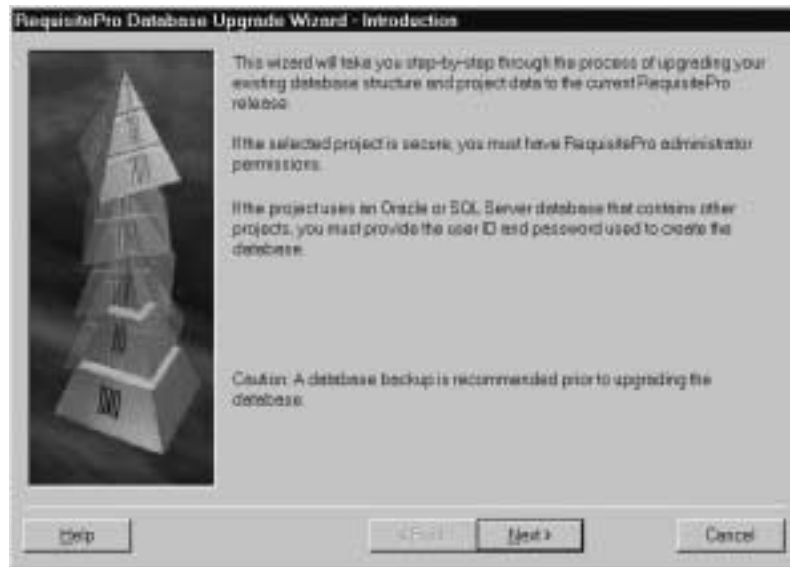 RequisitePro Database Upgrade Wizard - Introduction
This wizard will take you step-by-step through the process of upgrading your
existing database structure and project data to the current RequisitePro
release.
If the selected project is secure, you must have RequisitePro administrator
permissions.
If the project uses an Oracle or SQL Server database that contains other
projects, you must provide the user ID and password used to create the
database.
Caution: A database backup is recommended prior to upgrading the
database.
Help
Next >
Cancel